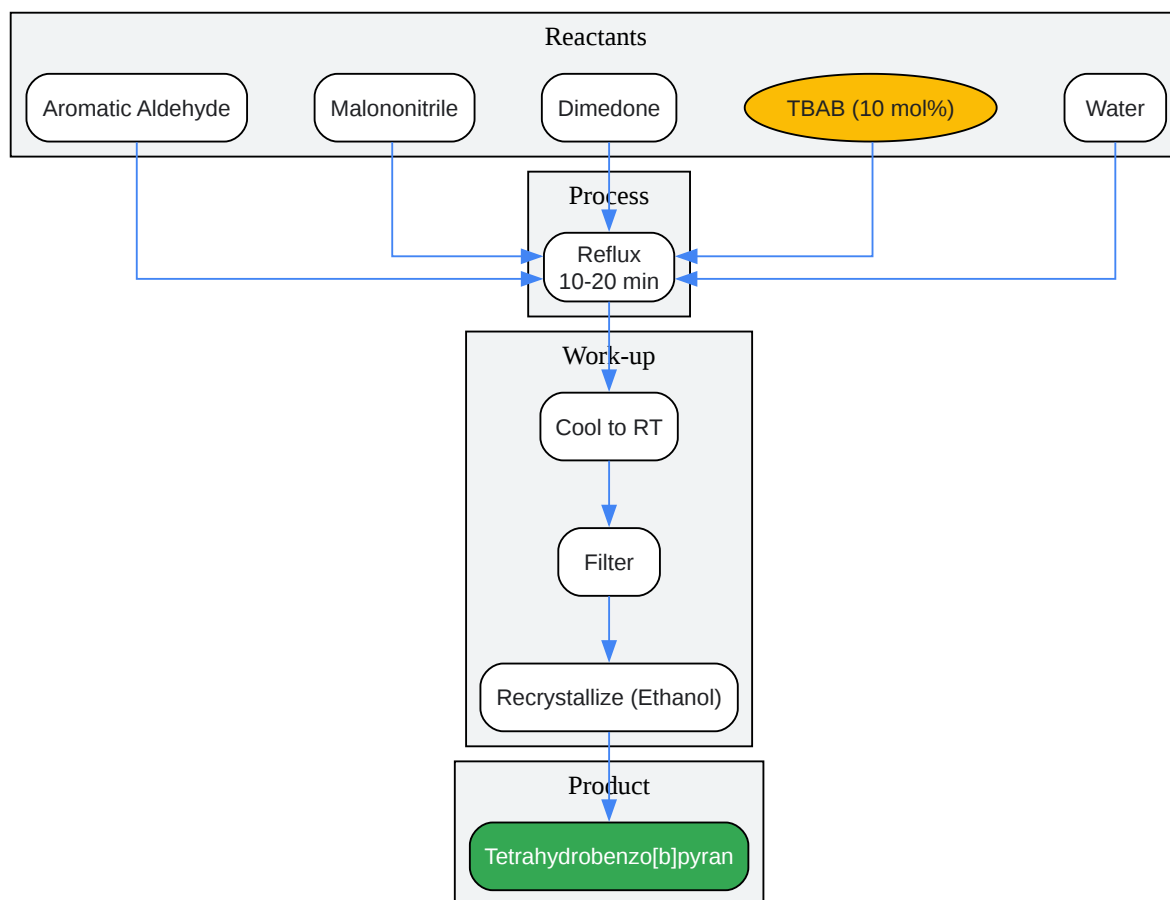 Reactants
Aromatic Aldehyde
Malononitrile
Dimedone
TBAB (10 mol%)
Water
Process
Reflux
10-20 min
Work-up
Cool to RT
Filter
Recrystallize (Ethanol)
Product
Tetrahydrobenzo[b]pyran